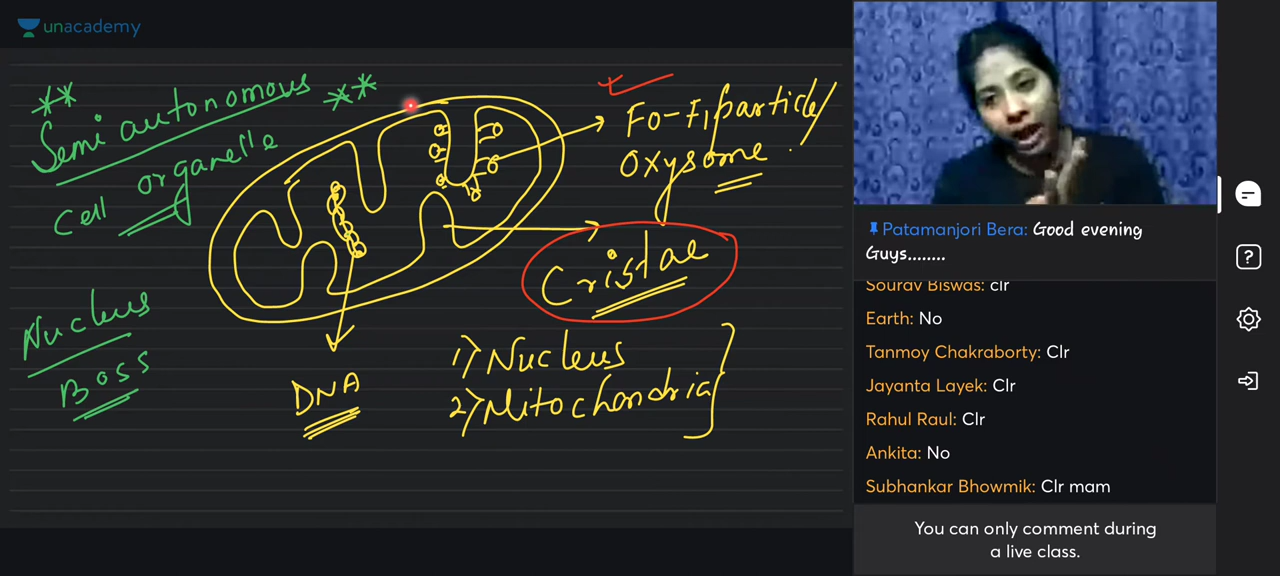 unacademy
** Semi autonomous **
Cell organelle
Fo-F1 particle/
oxysome.
Cristae
Nucleus
Boss
DNA
1) Nucleus
2) Mitochondria
Patamanjori Bera: Good evening
Guys........
Sourav Biswas: clr
Earth: No
Tanmoy Chakraborty: Clr
Jayanta Layek: Clr
Rahul Raul: Clr
Ankita: No
Subhankar Bhowmik: Clr mam
You can only comment during
a live class.
?